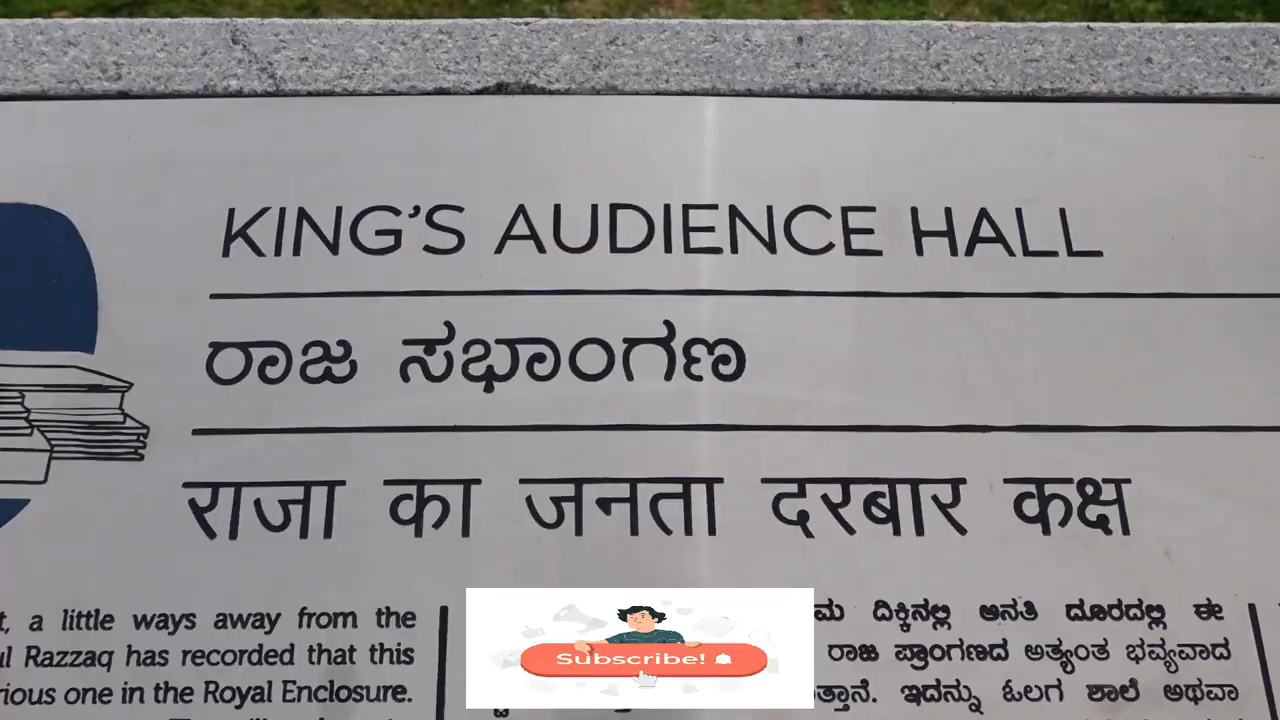 KING'S AUDIENCE HALL
ರಾಜ ಸಭಾಂಗಣ
राजा का जनता दरबार कक्ष
a little ways away from the
Razzaq has recorded that this
one in the Royal Enclosure.
Subscribe!
ದಿಕ್ಕಿನಲ್ಲಿ ಅನತಿ ದೂರದಲ್ಲಿ ಈ
ರಾಜ ಪ್ರಾಂಗಣದ ಅತ್ಯಂತ ಭವ್ಯವಾದ
ಇದನ್ನು ಓಲಗ ಶಾಲೆ ಅಥವಾ